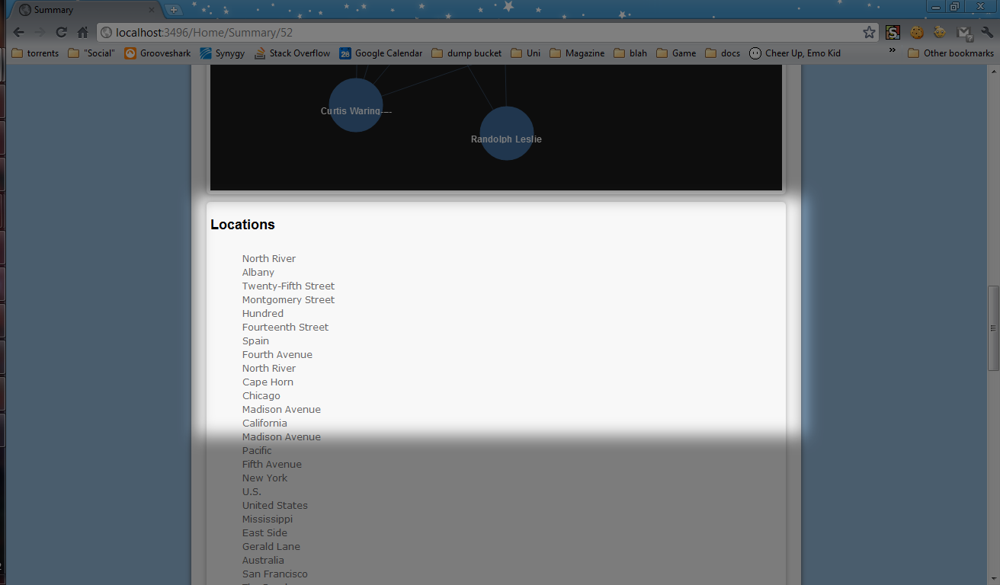 Summary
localhost:3496/Home/Summary/52
torrents "Social" Grooveshark Synygy Stack Overflow 26 Google Calendar dump bucket Uni Magazine blah Game docs Cheer Up, Emo Kid » Other bookmarks
Curtis Waring----
Randolph Leslie
Locations
North River
Albany
Twenty-Fifth Street
Montgomery Street
Hundred
Fourteenth Street
Spain
Fourth Avenue
North River
Cape Horn
Chicago
Madison Avenue
California
Madison Avenue
Pacific
Fifth Avenue
New York
U.S.
United States
Mississippi
East Side
Gerald Lane
Australia
San Francisco